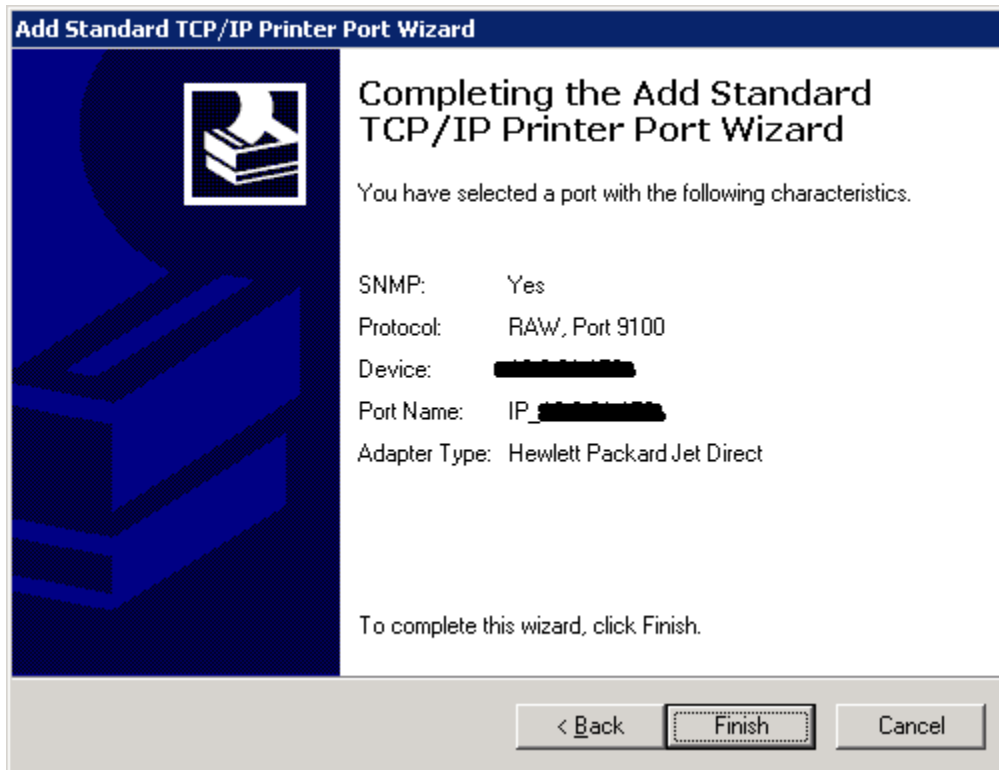 Add Standard TCP/IP Printer Port Wizard
Completing the Add Standard
TCP/IP Printer Port Wizard
You have selected a port with the following characteristics.
SNMP: Yes
Protocol: RAW, Port 9100
Device:
Port Name: IP_
Adapter Type: Hewlett Packard Jet Direct
To complete this wizard, click Finish.
< Back Finish Cancel